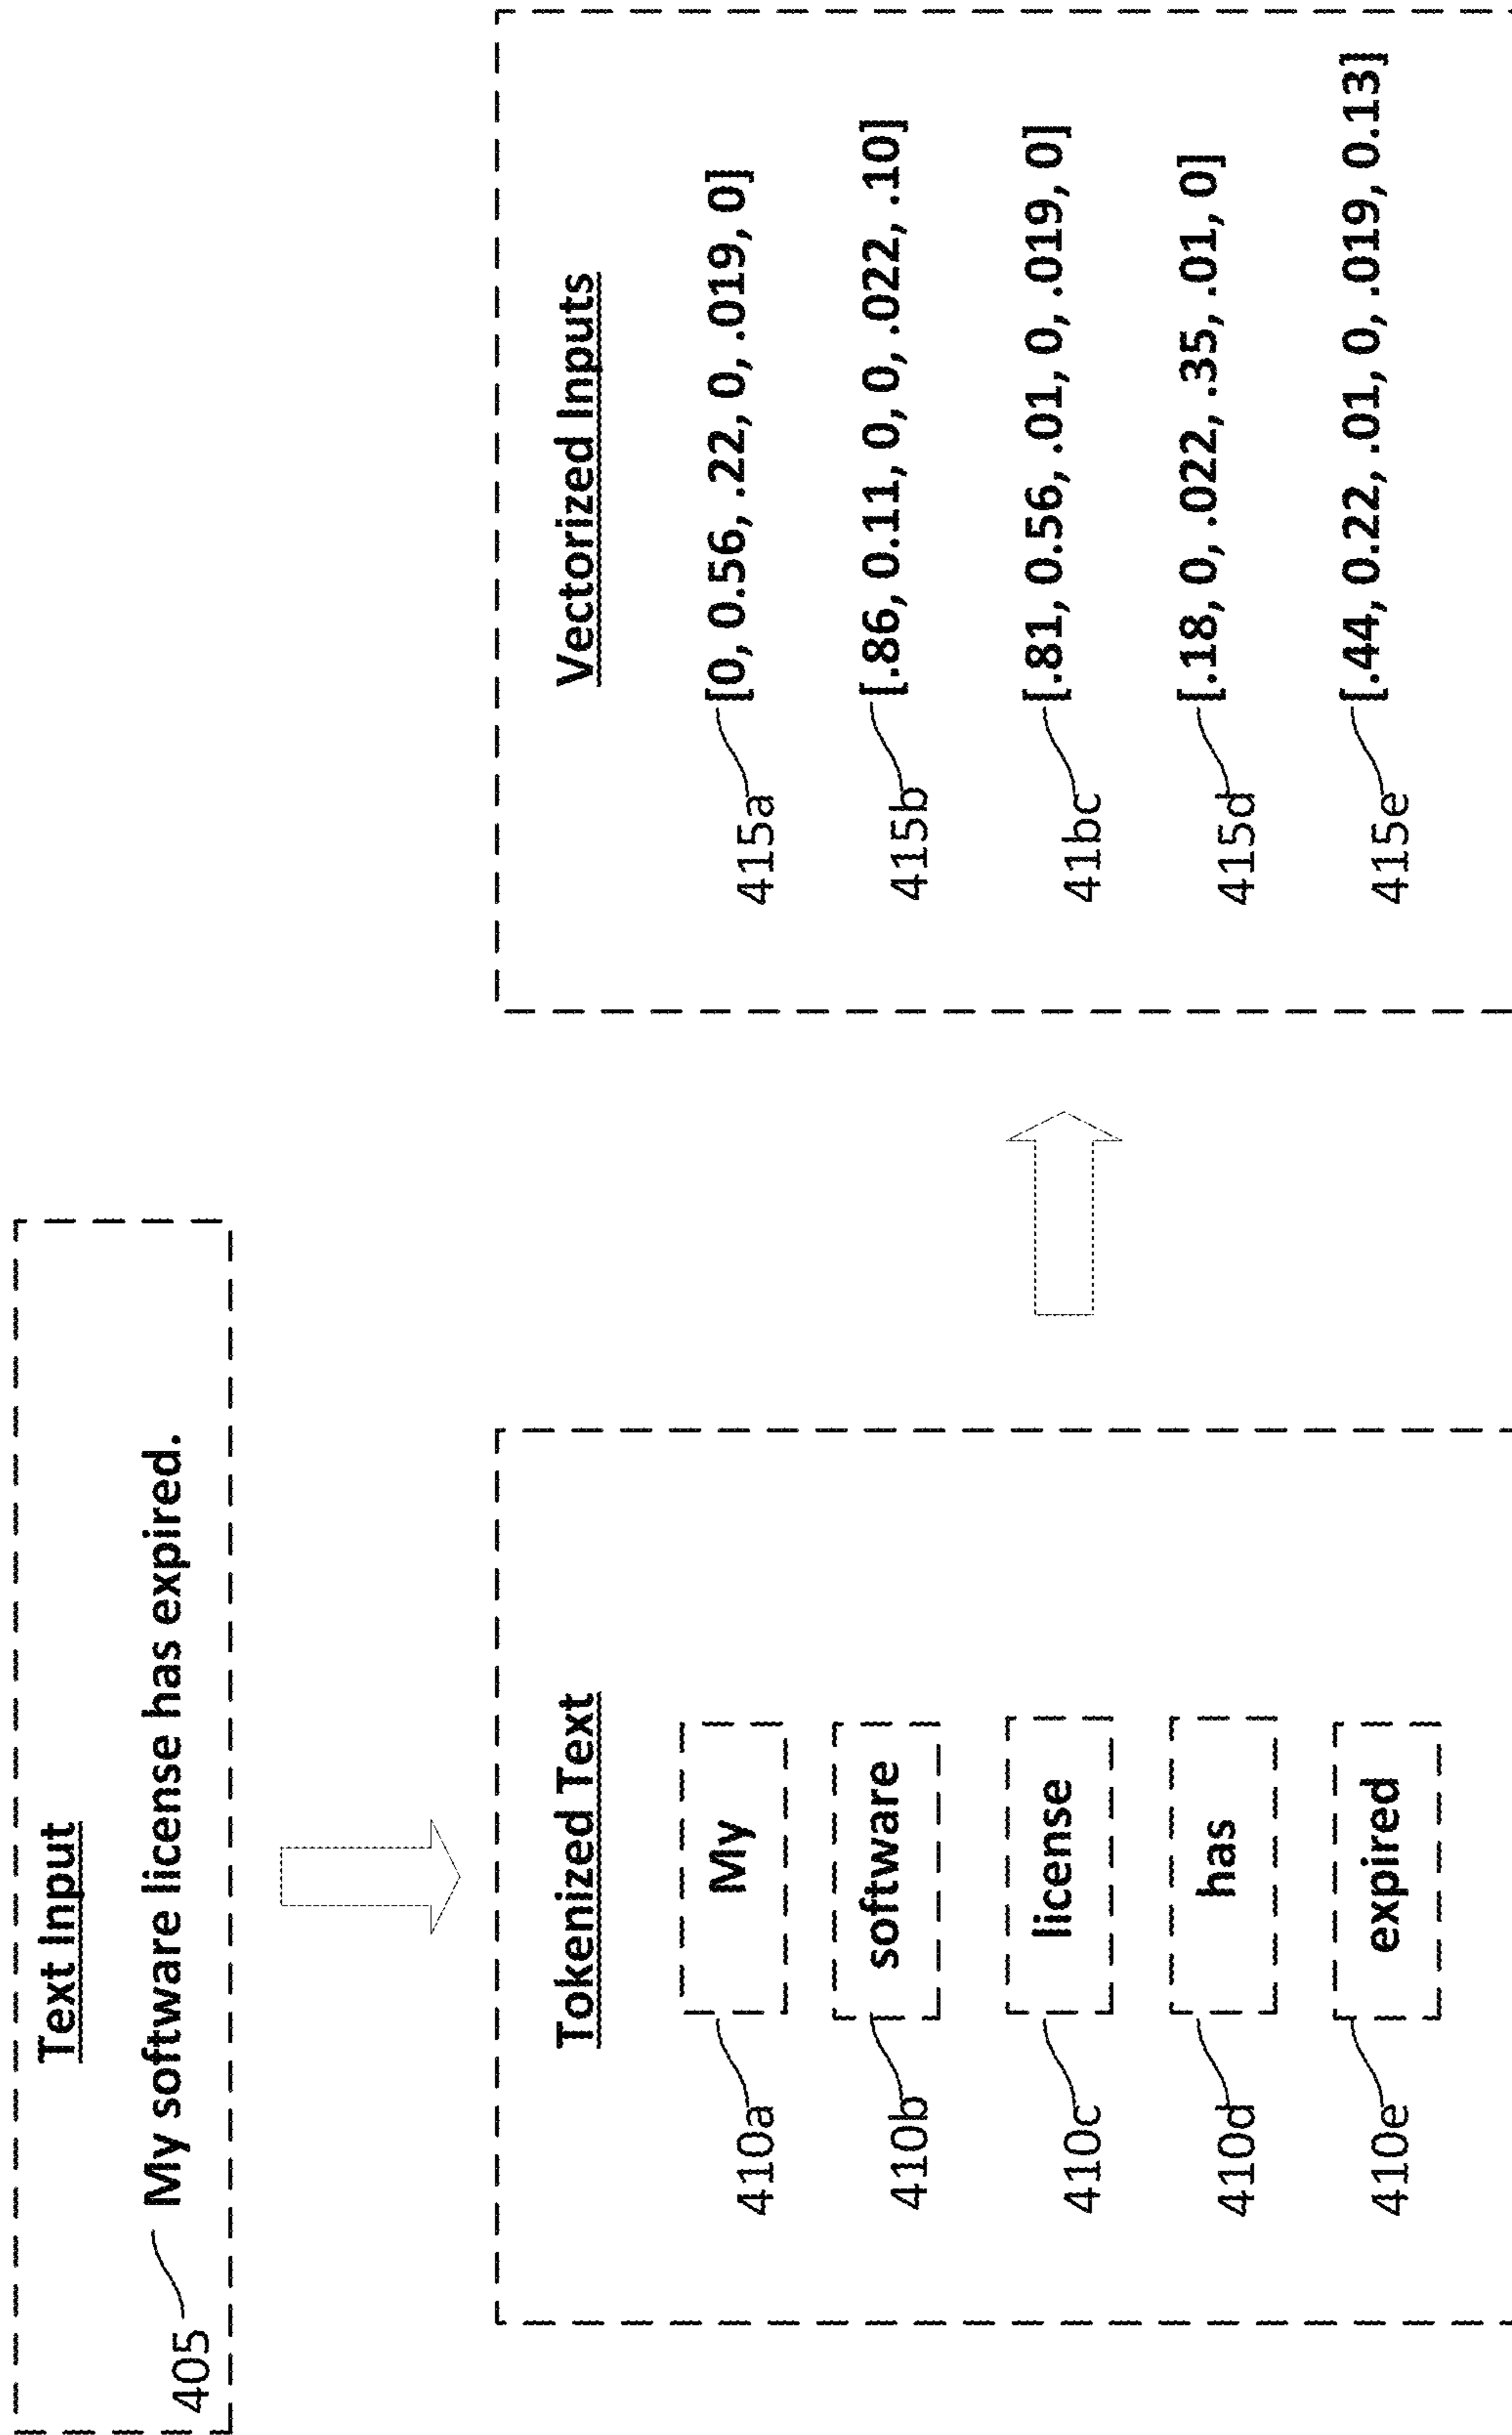 Text Input
405
My software license has expired.
Tokenized Text
410a
My
410b
software
410c
license
410d
has
410e
expired
Vectorized Inputs
415a
[0, 0.56, .22, 0, .019, 0]
415b
[.86, 0.11, 0, 0, .022, .10]
41bc
[.81, 0.56, .01, 0, .019, 0]
415d
[.18, 0, .022, .35, .01, 0]
415e
[.44, 0.22, .01, 0, .019, 0.13]